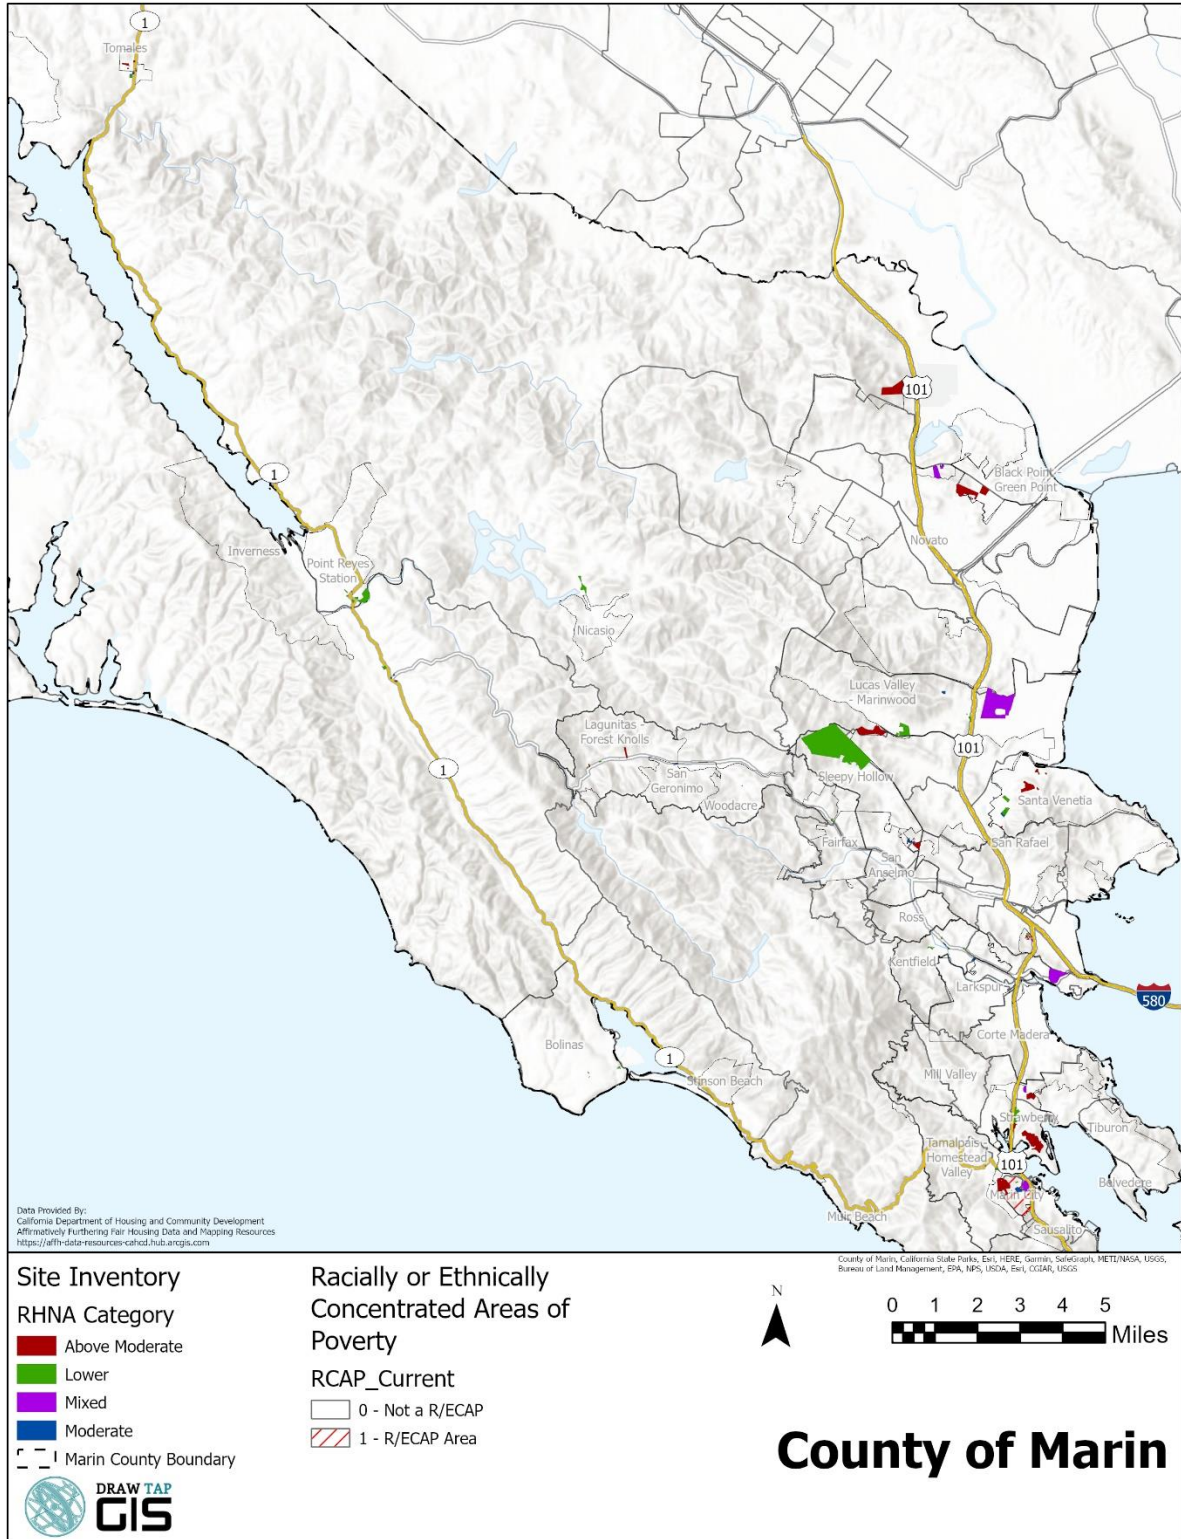 1
Tomales
101
Black Point -
Green Point
1
Novato
Inverness
Point Reyes
Station
Nicasio
Lucas Valley
- Marinwood
Lagunitas -
Forest Knolls
101
1
San
Geronimo
Sleepy Hollow
Woodacre
Santa Venetia
Fairfax
San Rafael
San
Anselmo
Ross
Kentfield
Larkspur
580
Corte Madera
Bolinas
1
Mill Valley
Stinson Beach
Strawberry
Tiburon
Tamalpais -
Homestead
Valley
101
Belvedere
Marin City
Muir Beach
Sausalito
Data Provided By:
California Department of Housing and Community Development
Affirmatively Furthering Fair Housing Data and Mapping Resources
https://affh-data-resources-cahcd.hub.arcgis.com
County of Marin, California State Parks, Esri, HERE, Garmin, SafeGraph, METI/NASA, USGS,
Bureau of Land Management, EPA, NPS, USDA, Esri, CGIAR, USGS
Site Inventory
RHNA Category
Above Moderate
Lower
Mixed
Moderate
Marin County Boundary
DRAW TAP
GIS
Racially or Ethnically
Concentrated Areas of
Poverty
RCAP_Current
0 - Not a R/ECAP
1 - R/ECAP Area
N
0 1 2 3 4 5
Miles
County of Marin